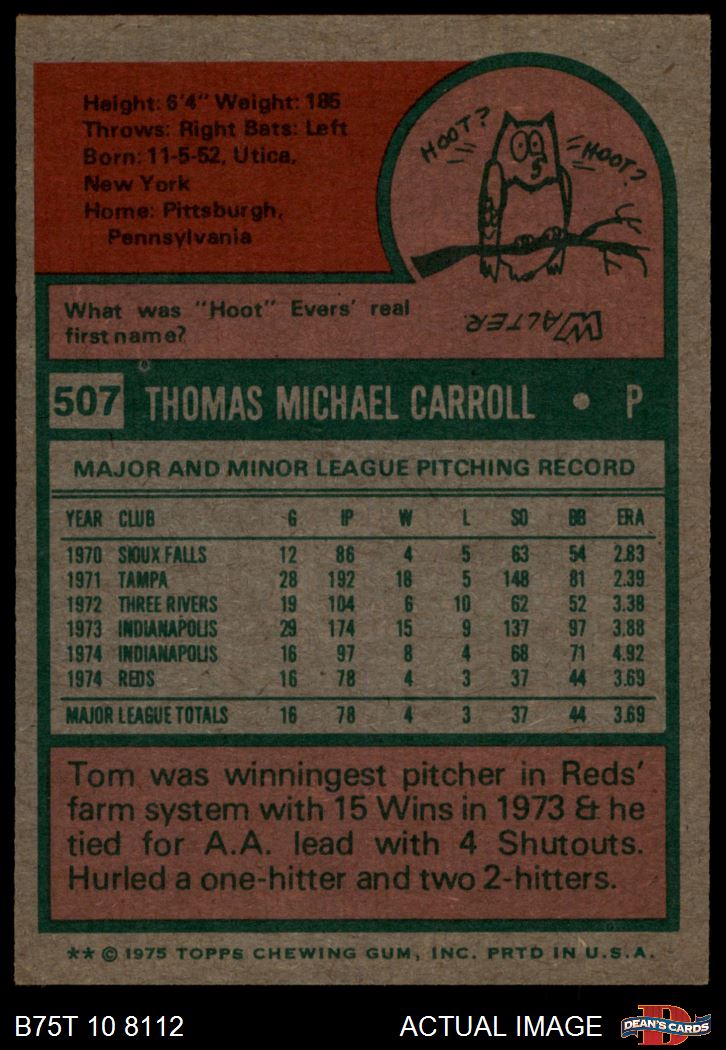 Height: 6'4" Weight: 185
Throws: Right Bats: Left
Born: 11-5-52, Utica,
New York
Home: Pittsburgh,
Pennsylvania
HOOT?
HOOT?
What was "Hoot" Evers' real
first name?
WALTER.
507 THOMAS MICHAEL CARROLL • P
MAJOR AND MINOR LEAGUE PITCHING RECORD
YEAR CLUB G IP W L SO BB ERA
1970 SIOUX FALLS 12 86 4 5 63 54 2.83
1971 TAMPA 28 192 18 5 148 81 2.39
1972 THREE RIVERS 19 104 6 10 62 52 3.38
1973 INDIANAPOLIS 29 174 15 9 137 97 3.88
1974 INDIANAPOLIS 16 97 8 4 68 71 4.92
1974 REDS 16 78 4 3 37 44 3.69
MAJOR LEAGUE TOTALS 16 78 4 3 37 44 3.69
Tom was winningest pitcher in Reds'
farm system with 15 Wins in 1973 & he
tied for A.A. lead with 4 Shutouts.
Hurled a one-hitter and two 2-hitters.
** © 1975 TOPPS CHEWING GUM, INC. PRTD IN U.S.A.
B75T 10 8112 ACTUAL IMAGE D DEAN'S CARDS